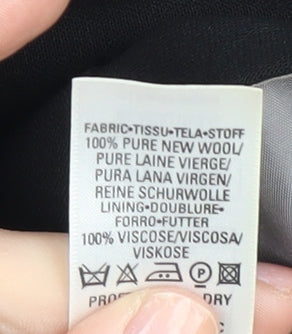 FABRIC•TISSU•TELA•STOFF
100% PURE NEW WOOL/
PURE LAINE VIERGE/
PURA LANA VIRGEN/
REINE SCHURWOLLE
LINING•DOUBLURE•
FORRO•FUTTER
100% VISCOSE/VISCOSA/
VISKOSE
P
DRY